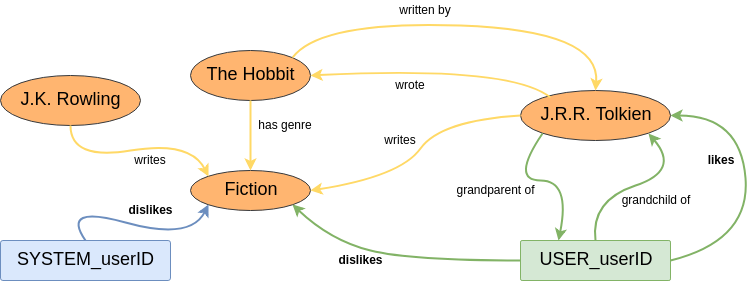 written by
The Hobbit
J.K. Rowling
wrote
J.R.R. Tolkien
has genre
writes
writes
likes
Fiction
grandparent of
grandchild of
dislikes
SYSTEM_userID
dislikes
USER_userID